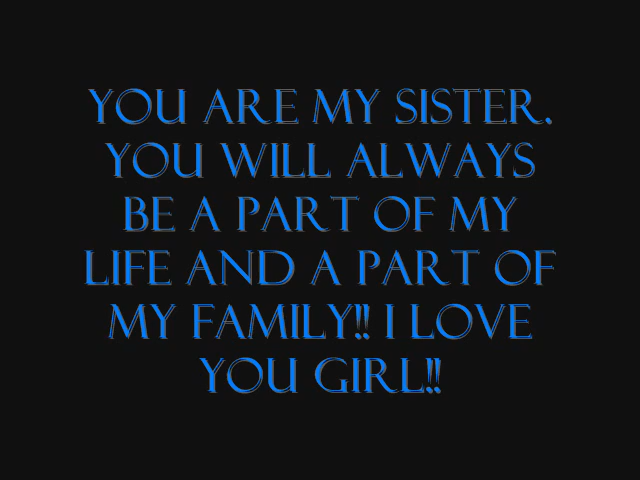 YOU ARE MY SISTER.
YOU WILL ALWAYS
BE A PART OF MY
LIFE AND A PART OF
MY FAMILY!! I LOVE
YOU GIRL!!